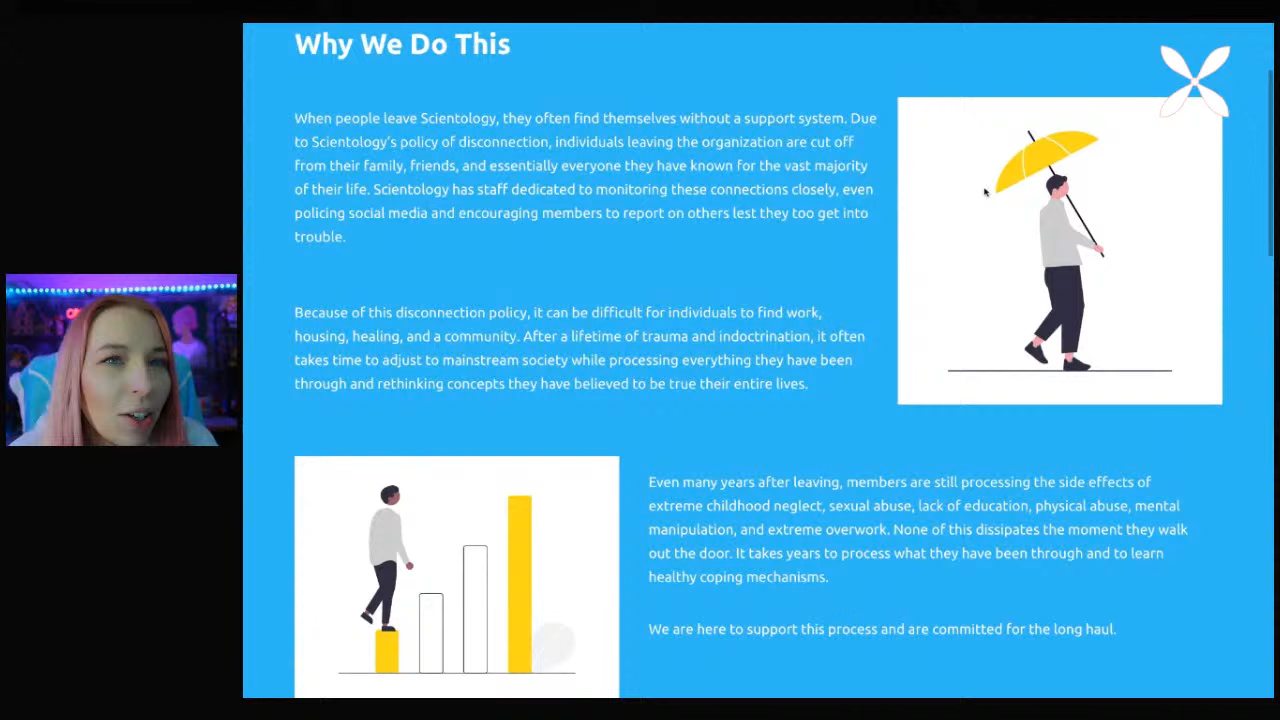 Why We Do This
When people leave Scientology, they often find themselves without a support system. Due
to Scientology's policy of disconnection, individuals leaving the organization are cut off
from their family, friends, and essentially everyone they have known for the vast majority
of their life. Scientology has staff dedicated to monitoring these connections closely, even
policing social media and encouraging members to report on others lest they too get into
trouble.
Because of this disconnection policy, it can be difficult for individuals to find work,
housing, healing, and a community. After a lifetime of trauma and indoctrination, it often
takes time to adjust to mainstream society while processing everything they have been
through and rethinking concepts they have believed to be true their entire lives.
Even many years after leaving, members are still processing the side effects of
extreme childhood neglect, sexual abuse, lack of education, physical abuse, mental
manipulation, and extreme overwork. None of this dissipates the moment they walk
out the door. It takes years to process what they have been through and to learn
healthy coping mechanisms.
We are here to support this process and are committed for the long haul.